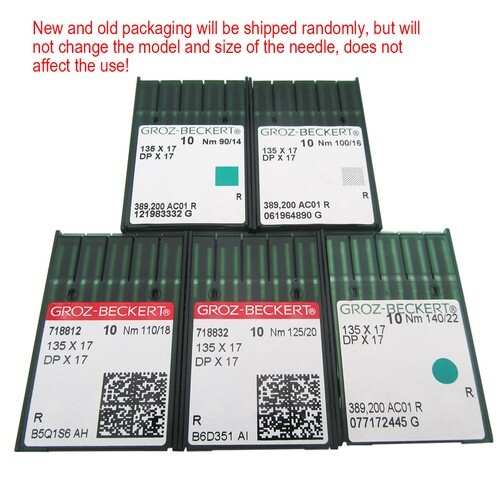 New and old packaging will be shipped randomly, but will
not change the model and size of the needle, does not
affect the use!
GROZ-BECKERT®
10 Nm 90/14
135 X 17
DP X 17
R
389,200 AC01 R
121983332 G
GROZ-BECKERT®
10 Nm 100/16
135 X 17
DP X 17
R
389,200 AC01 R
061964890 G
GROZ-BECKERT®
718812 10 Nm 110/18
135 X 17
DP X 17
R
B5Q1S6 AH
GROZ-BECKERT®
718832 10 Nm 125/20
135 X 17
DP X 17
R
B6D351 AI
GROZ-BECKERT®
10 Nm 140/22
135 X 17
DP X 17
R
389,200 AC01 R
077172445 G